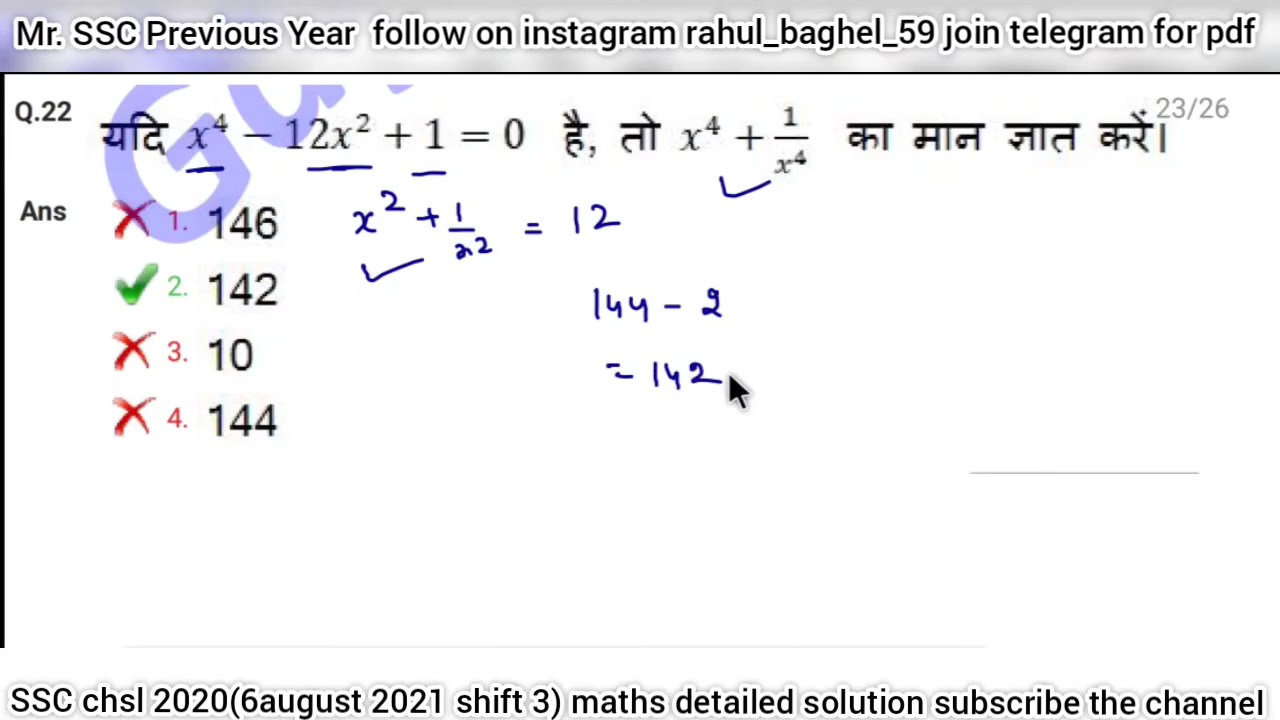 Mr. SSC Previous Year follow on instagram rahul_baghel_59 join telegram for pdf
23/26
Q.22 यदि x⁴ − 12x² + 1 = 0 है, तो x⁴ + 1/x⁴ का मान ज्ञात करें।
Ans 1. 146 x² + 1/x² = 12
2. 142 144 − 2
3. 10 = 142
4. 144
SSC chsl 2020(6august 2021 shift 3) maths detailed solution subscribe the channel